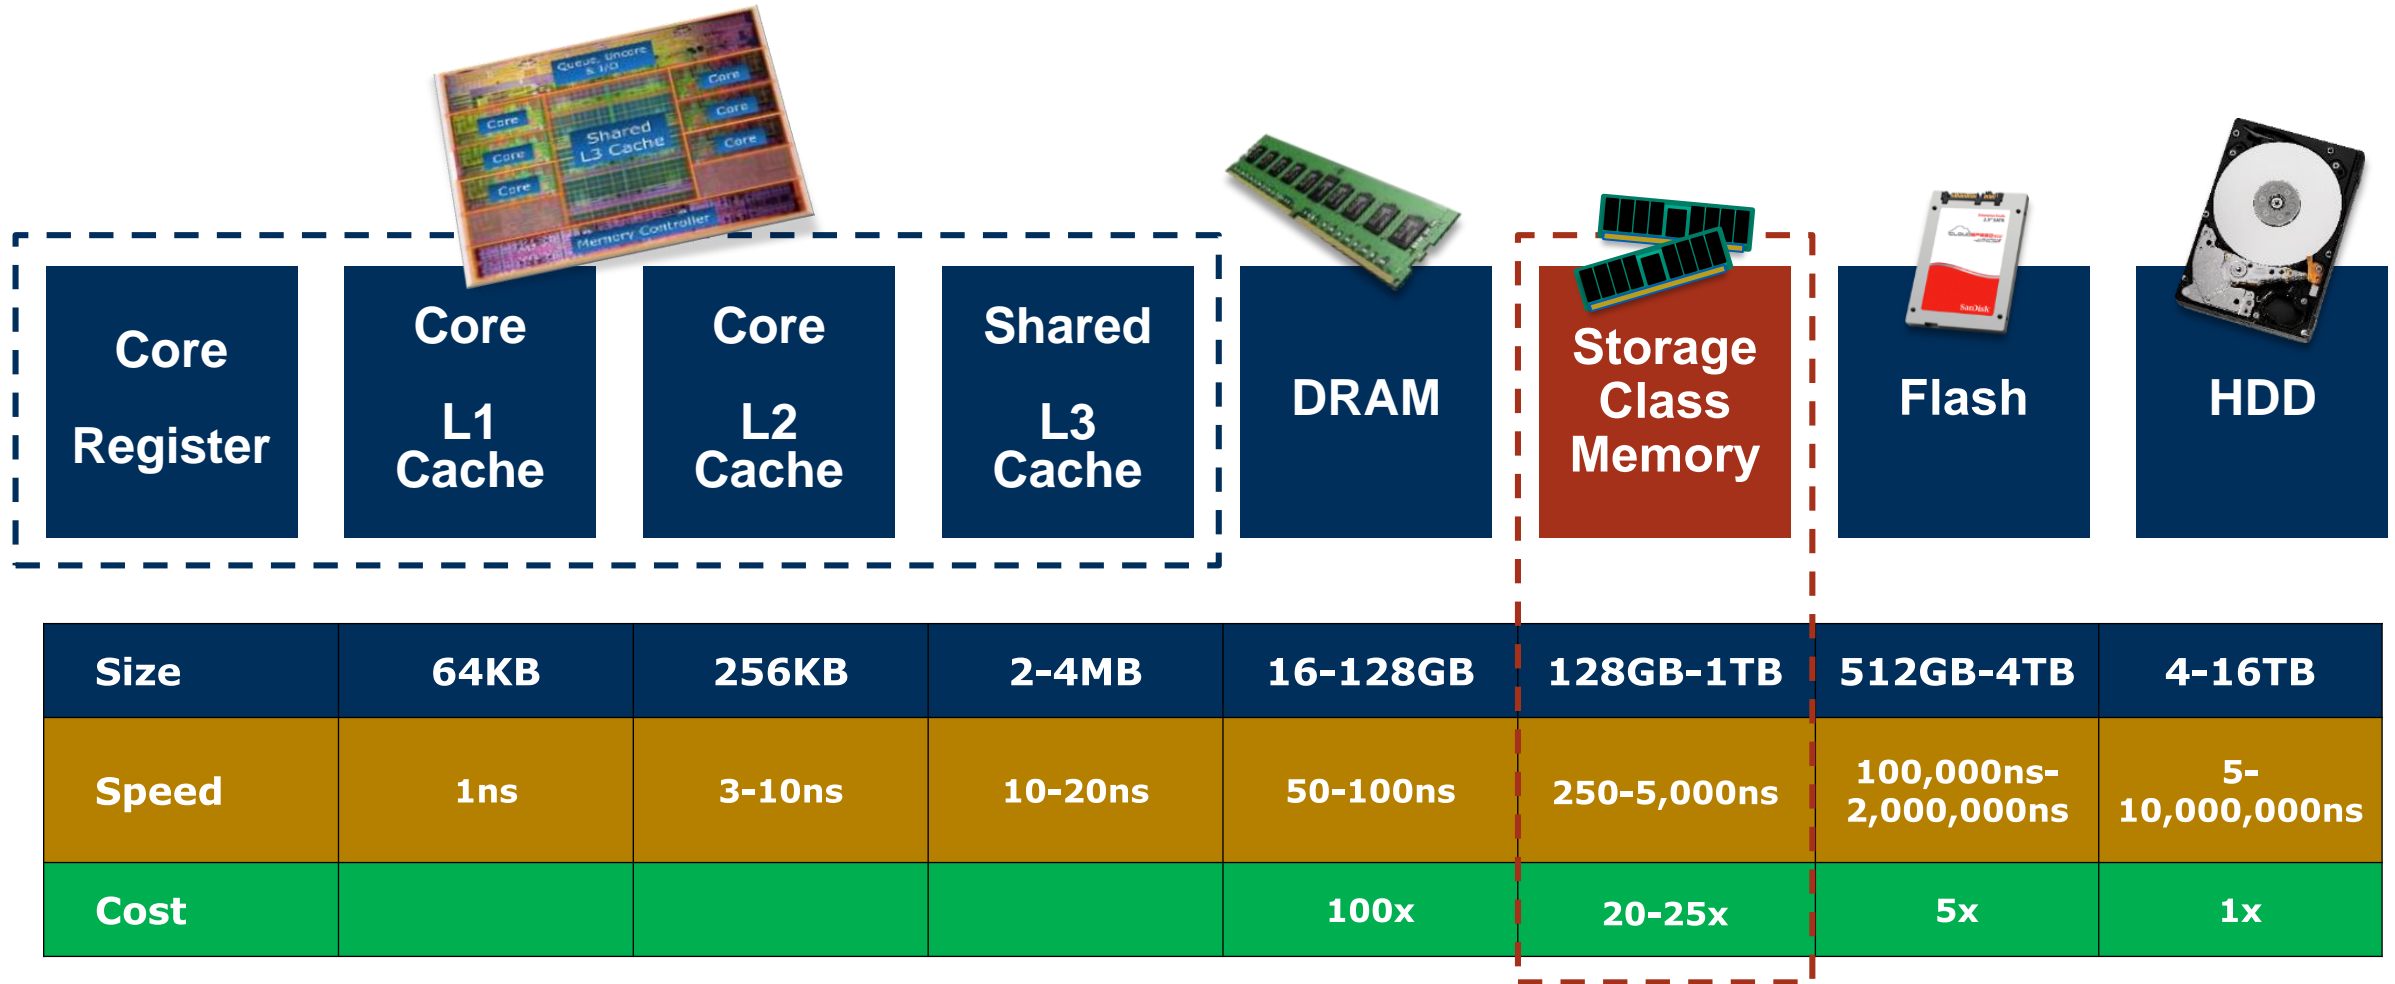 Queue, Uncore
& I/O
Core
Core
Core
Core
Core
Core
Shared
L3 Cache
Memory Controller
SanDisk
Core
Register
Core
L1
Cache
Core
L2
Cache
Shared
L3
Cache
DRAM
Storage
Class
Memory
Flash
HDD
Size 64KB 256KB 2-4MB 16-128GB 128GB-1TB 512GB-4TB 4-16TB
Speed 1ns 3-10ns 10-20ns 50-100ns 250-5,000ns 100,000ns-
2,000,000ns 5-
10,000,000ns
Cost 100x 20-25x 5x 1x